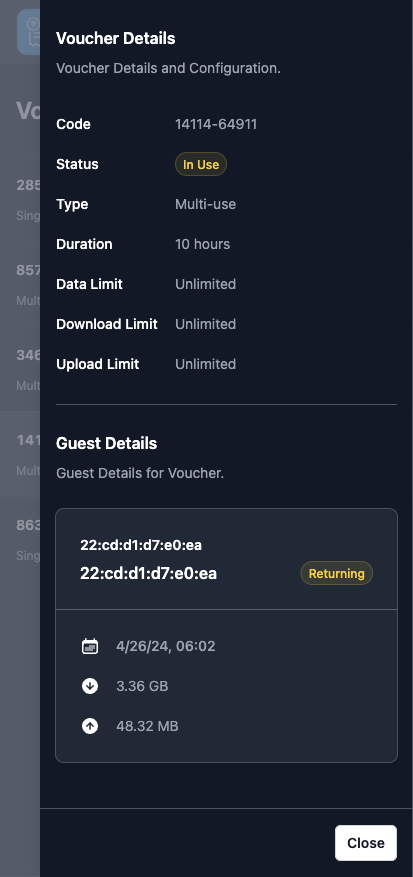 Voucher Details
Voucher Details and Configuration.
Code 14114-64911
Status In Use
Type Multi-use
Duration 10 hours
Data Limit Unlimited
Download Limit Unlimited
Upload Limit Unlimited
Guest Details
Guest Details for Voucher.
22:cd:d1:d7:e0:ea
22:cd:d1:d7:e0:ea Returning
4/26/24, 06:02
3.36 GB
48.32 MB
Close
Vo
285
Sing
857
Mult
346
Mult
141
Mult
863
Sing